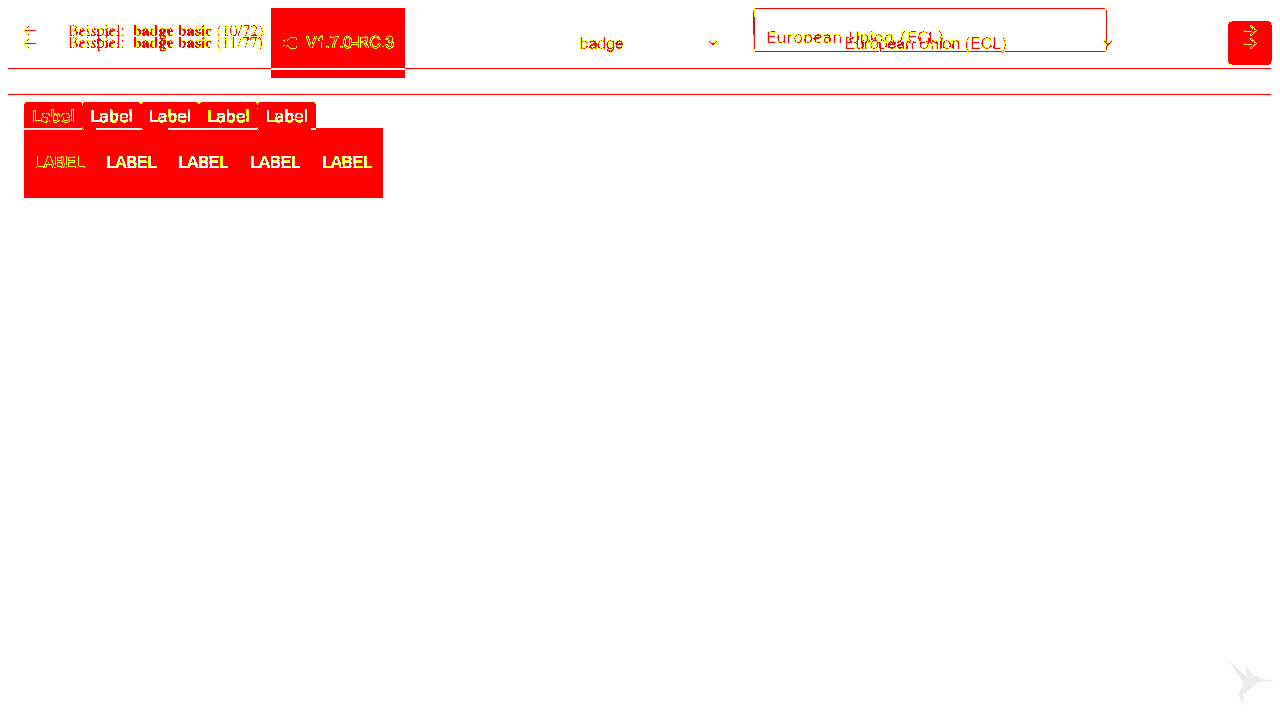 ← Beispiel: badge basic (10/72)
← Beispiel: badge basic (11/77)
V1.7.0-RC.3
badge
European Union (ECL)
European Union (ECL)
→
→
Label Label Label Label Label
LABEL LABEL LABEL LABEL LABEL